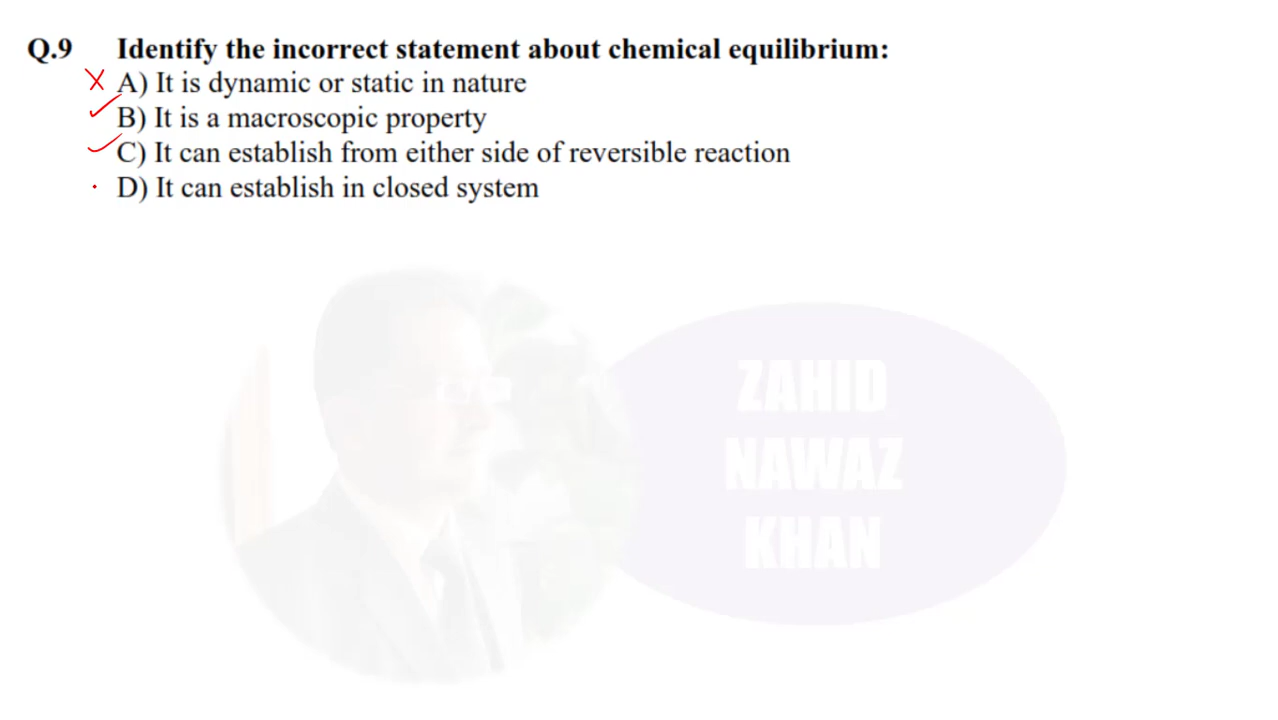 Q.9 Identify the incorrect statement about chemical equilibrium:
A) It is dynamic or static in nature
B) It is a macroscopic property
C) It can establish from either side of reversible reaction
D) It can establish in closed system
ZAHID
NAWAZ
KHAN